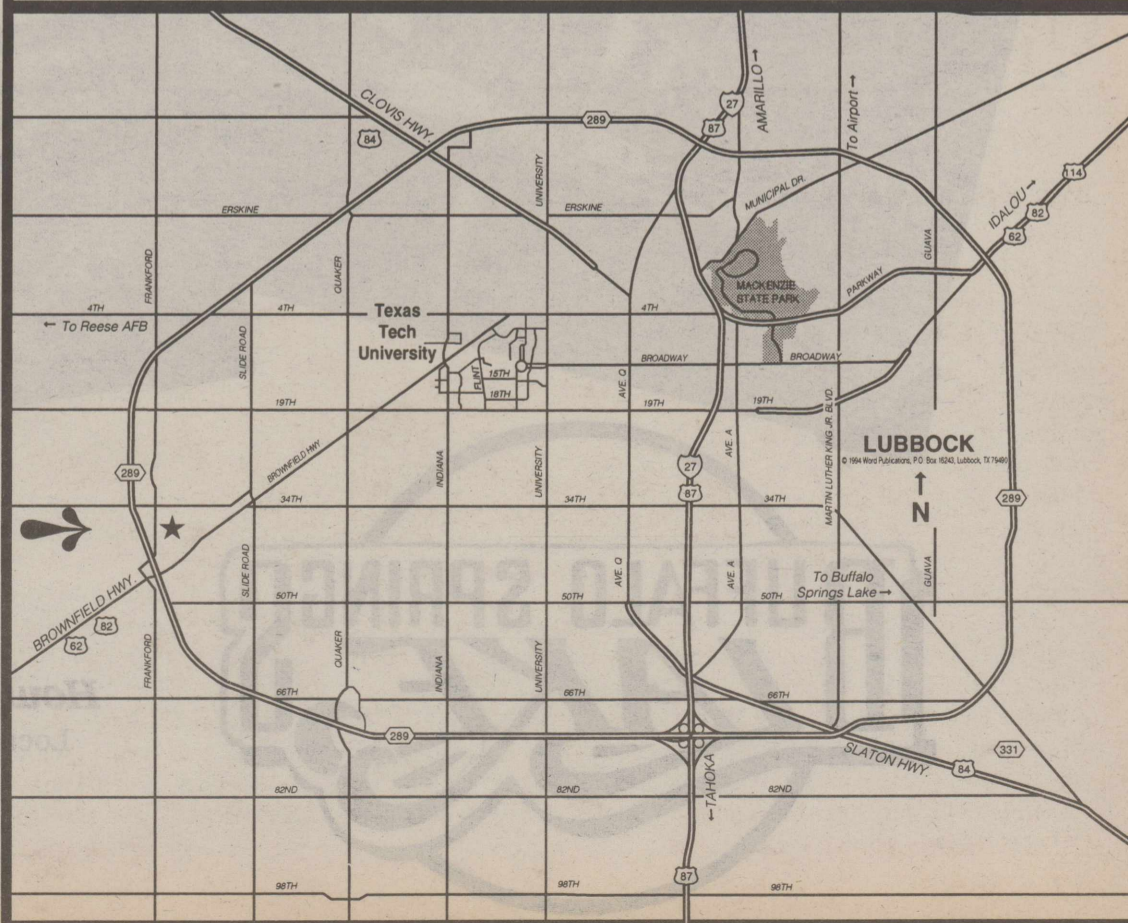 CLOVIS HWY.
84
289
27
87
AMARILLO →
To Airport →
114
IDALOU →
82
62
MUNICIPAL DR.
UNIVERSITY
ERSKINE
ERSKINE
FRANKFORD
QUAKER
GUAVA
MACKENZIE
STATE PARK
PARKWAY
4TH
4TH
4TH
← To Reese AFB
Texas
Tech
University
SLIDE ROAD
FLINT
15TH
18TH
BROADWAY
BROADWAY
AVE. Q
19TH
19TH
19TH
MARTIN LUTHER KING JR. BLVD.
BROWNFIELD HWY.
INDIANA
UNIVERSITY
AVE. A
LUBBOCK
© 1994 Word Publications, P.O. Box 16243, Lubbock, TX 79490
↑
N
289
27
87
289
34TH
34TH
34TH
SLIDE ROAD
AVE. Q
AVE. A
GUAVA
To Buffalo
Springs Lake →
50TH
50TH
50TH
BROWNFIELD HWY.
82
62
FRANKFORD
QUAKER
INDIANA
UNIVERSITY
66TH
66TH
66TH
289
SLATON HWY.
84
331
← TAHOKA
82ND
82ND
82ND
87
98TH
98TH
98TH